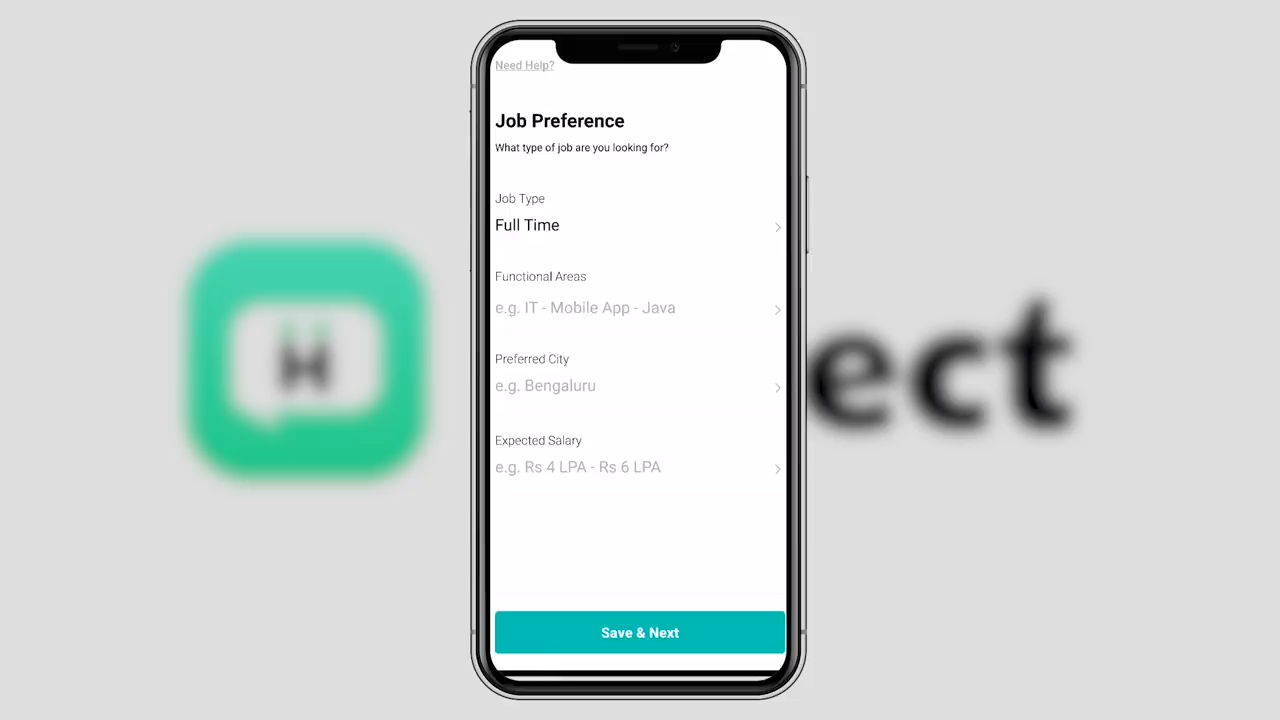 Need Help?
Job Preference
What type of job are you looking for?
Job Type
Full Time
Functional Areas
e.g. IT - Mobile App - Java
Preferred City
e.g. Bengaluru
Expected Salary
e.g. Rs 4 LPA - Rs 6 LPA
Save & Next
H
ect